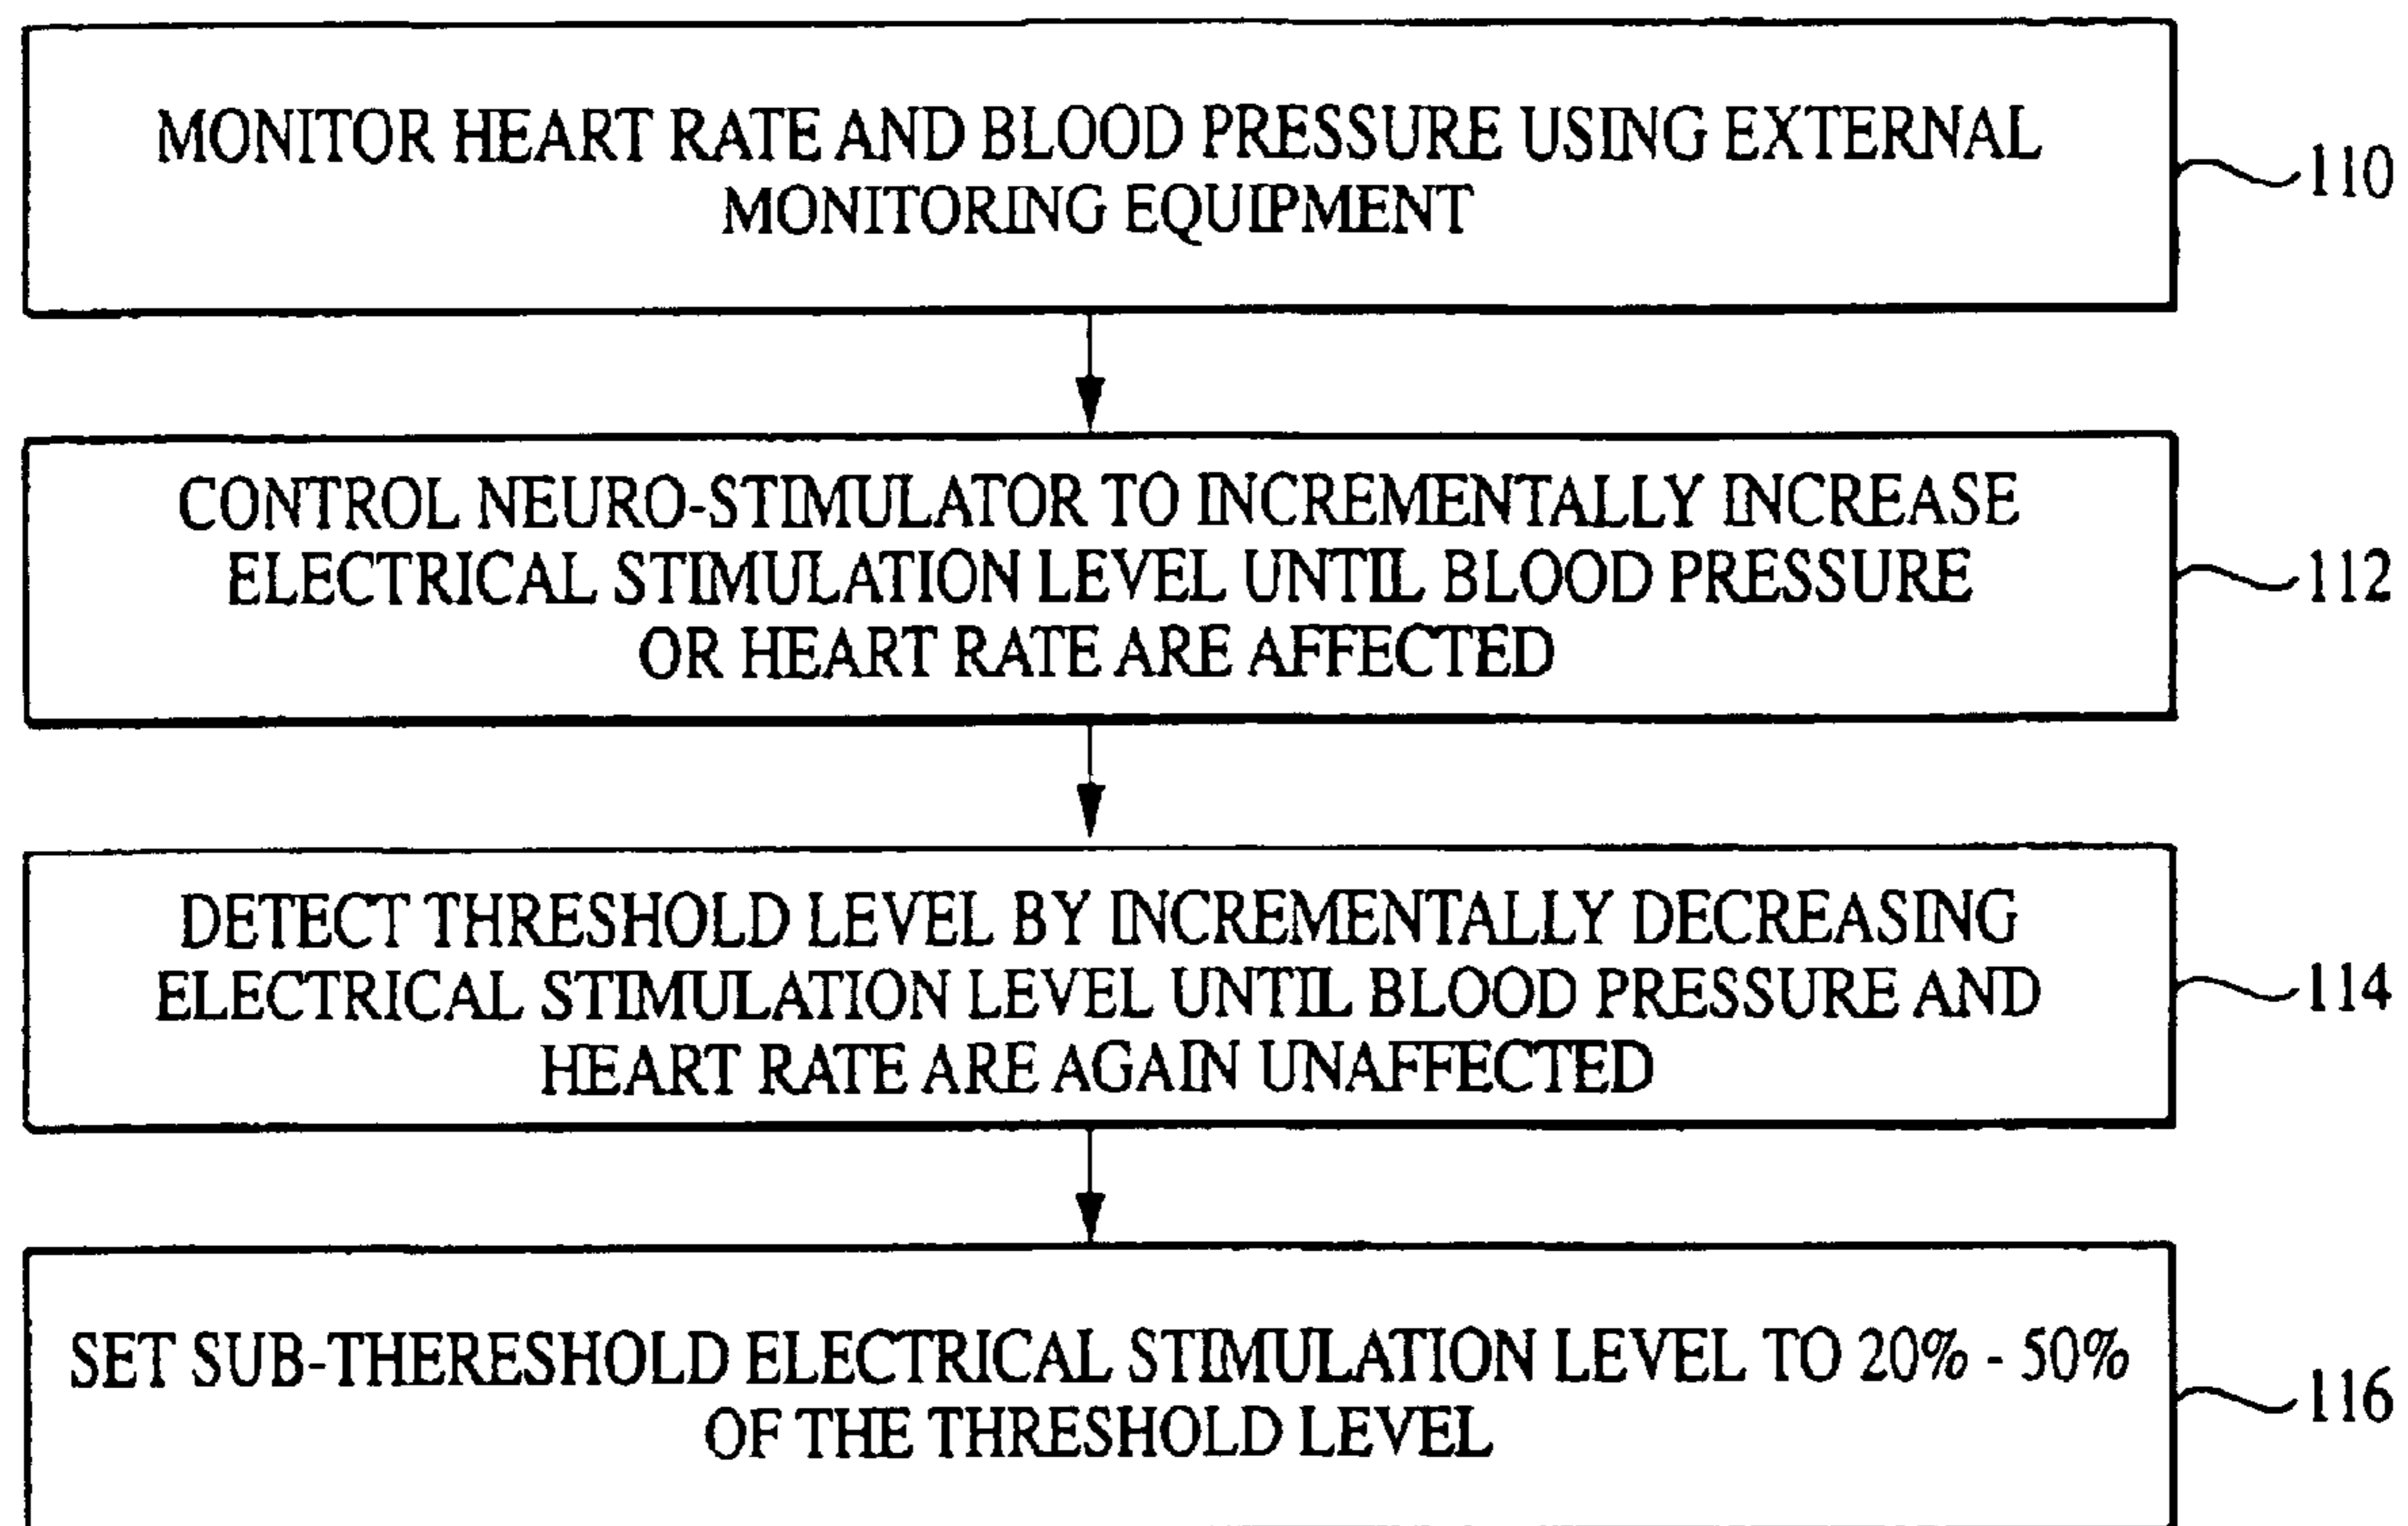 MONITOR HEART RATE AND BLOOD PRESSURE USING EXTERNAL
MONITORING EQUIPMENT
110
CONTROL NEURO-STIMULATOR TO INCREMENTALLY INCREASE
ELECTRICAL STIMULATION LEVEL UNTIL BLOOD PRESSURE
OR HEART RATE ARE AFFECTED
112
DETECT THRESHOLD LEVEL BY INCREMENTALLY DECREASING
ELECTRICAL STIMULATION LEVEL UNTIL BLOOD PRESSURE AND
HEART RATE ARE AGAIN UNAFFECTED
114
SET SUB-THERESHOLD ELECTRICAL STIMULATION LEVEL TO 20% - 50%
OF THE THRESHOLD LEVEL
116